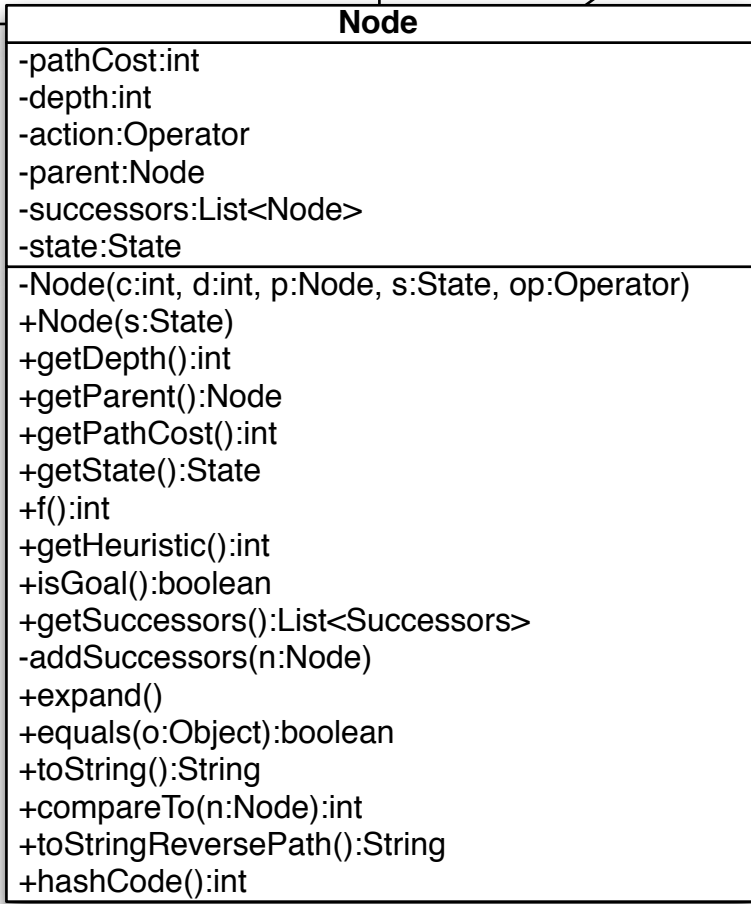 Node
-pathCost:int
-depth:int
-action:Operator
-parent:Node
-successors:List<Node>
-state:State
-Node(c:int, d:int, p:Node, s:State, op:Operator)
+Node(s:State)
+getDepth():int
+getParent():Node
+getPathCost():int
+getState():State
+f():int
+getHeuristic():int
+isGoal():boolean
+getSuccessors():List<Successors>
-addSuccessors(n:Node)
+expand()
+equals(o:Object):boolean
+toString():String
+compareTo(n:Node):int
+toStringReversePath():String
+hashCode():int